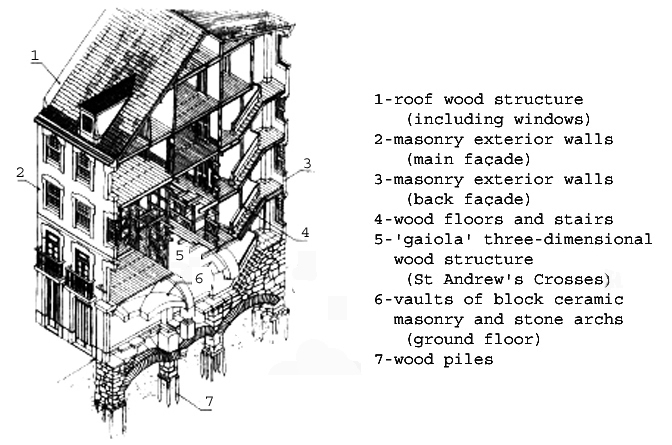 1
2
3
4
5
6
7
1-roof wood structure
(including windows)
2-masonry exterior walls
(main façade)
3-masonry exterior walls
(back façade)
4-wood floors and stairs
5-'gaiola' three-dimensional
wood structure
(St Andrew's Crosses)
6-vaults of block ceramic
masonry and stone archs
(ground floor)
7-wood piles